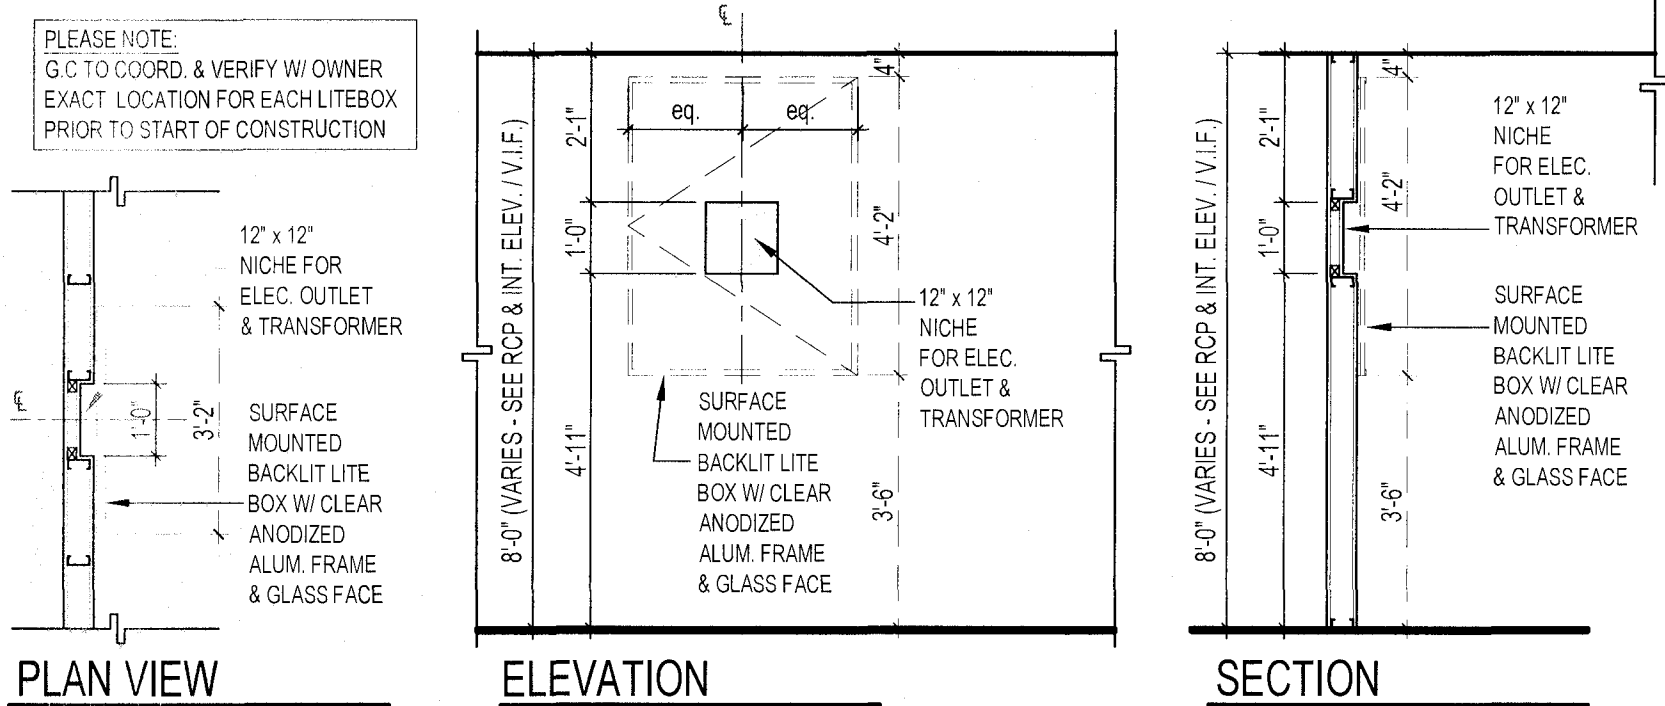 PLEASE NOTE:
G.C TO COORD. & VERIFY W/ OWNER
EXACT LOCATION FOR EACH LITEBOX
PRIOR TO START OF CONSTRUCTION
12" x 12"
NICHE FOR
ELEC. OUTLET
& TRANSFORMER
℄
1'-0"
3'-2"
SURFACE
MOUNTED
BACKLIT LITE
BOX W/ CLEAR
ANODIZED
ALUM. FRAME
& GLASS FACE
PLAN VIEW
℄
8'-0" (VARIES - SEE RCP & INT. ELEV. / V.I.F.)
2'-1"
1'-0"
4'-11"
eq.
eq.
4"
4'-2"
3'-6"
12" x 12"
NICHE
FOR ELEC.
OUTLET &
TRANSFORMER
SURFACE
MOUNTED
BACKLIT LITE
BOX W/ CLEAR
ANODIZED
ALUM. FRAME
& GLASS FACE
ELEVATION
8'-0" (VARIES - SEE RCP & INT. ELEV. / V.I.F.)
2'-1"
1'-0"
4'-11"
4"
4'-2"
3'-6"
12" x 12"
NICHE
FOR ELEC.
OUTLET &
TRANSFORMER
SURFACE
MOUNTED
BACKLIT LITE
BOX W/ CLEAR
ANODIZED
ALUM. FRAME
& GLASS FACE
SECTION